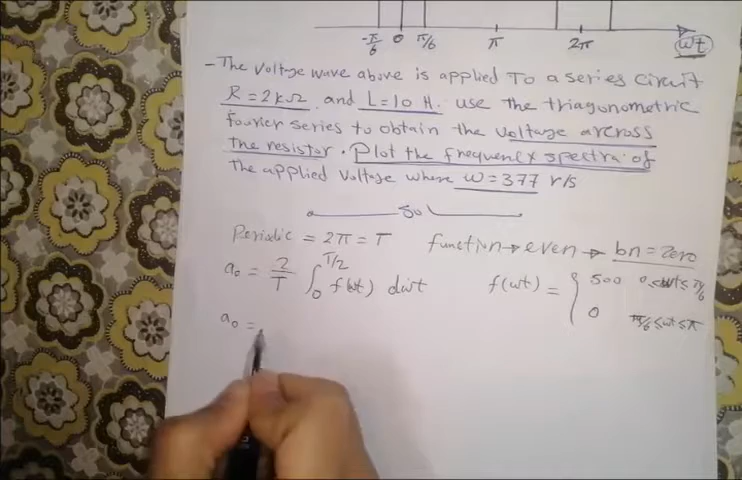 -π/6 0 π/6 π 2π ωt
- The Voltage wave above is applied To a series Circuit
R = 2kΩ and L = 10 H. use the triagonometric
fourier series to obtain the voltage arcross
the resistor. Plot the frequency spectra of
the applied voltage where ω = 377 r/s
So
Periodic = 2π = T function → even → bn = Zero
a₀ = 2/T ∫₀^T/2 f(ωt) dωt f(ωt) = { 500 0≤ωt≤π/6
0 π/6≤ωt≤π
a₀ =